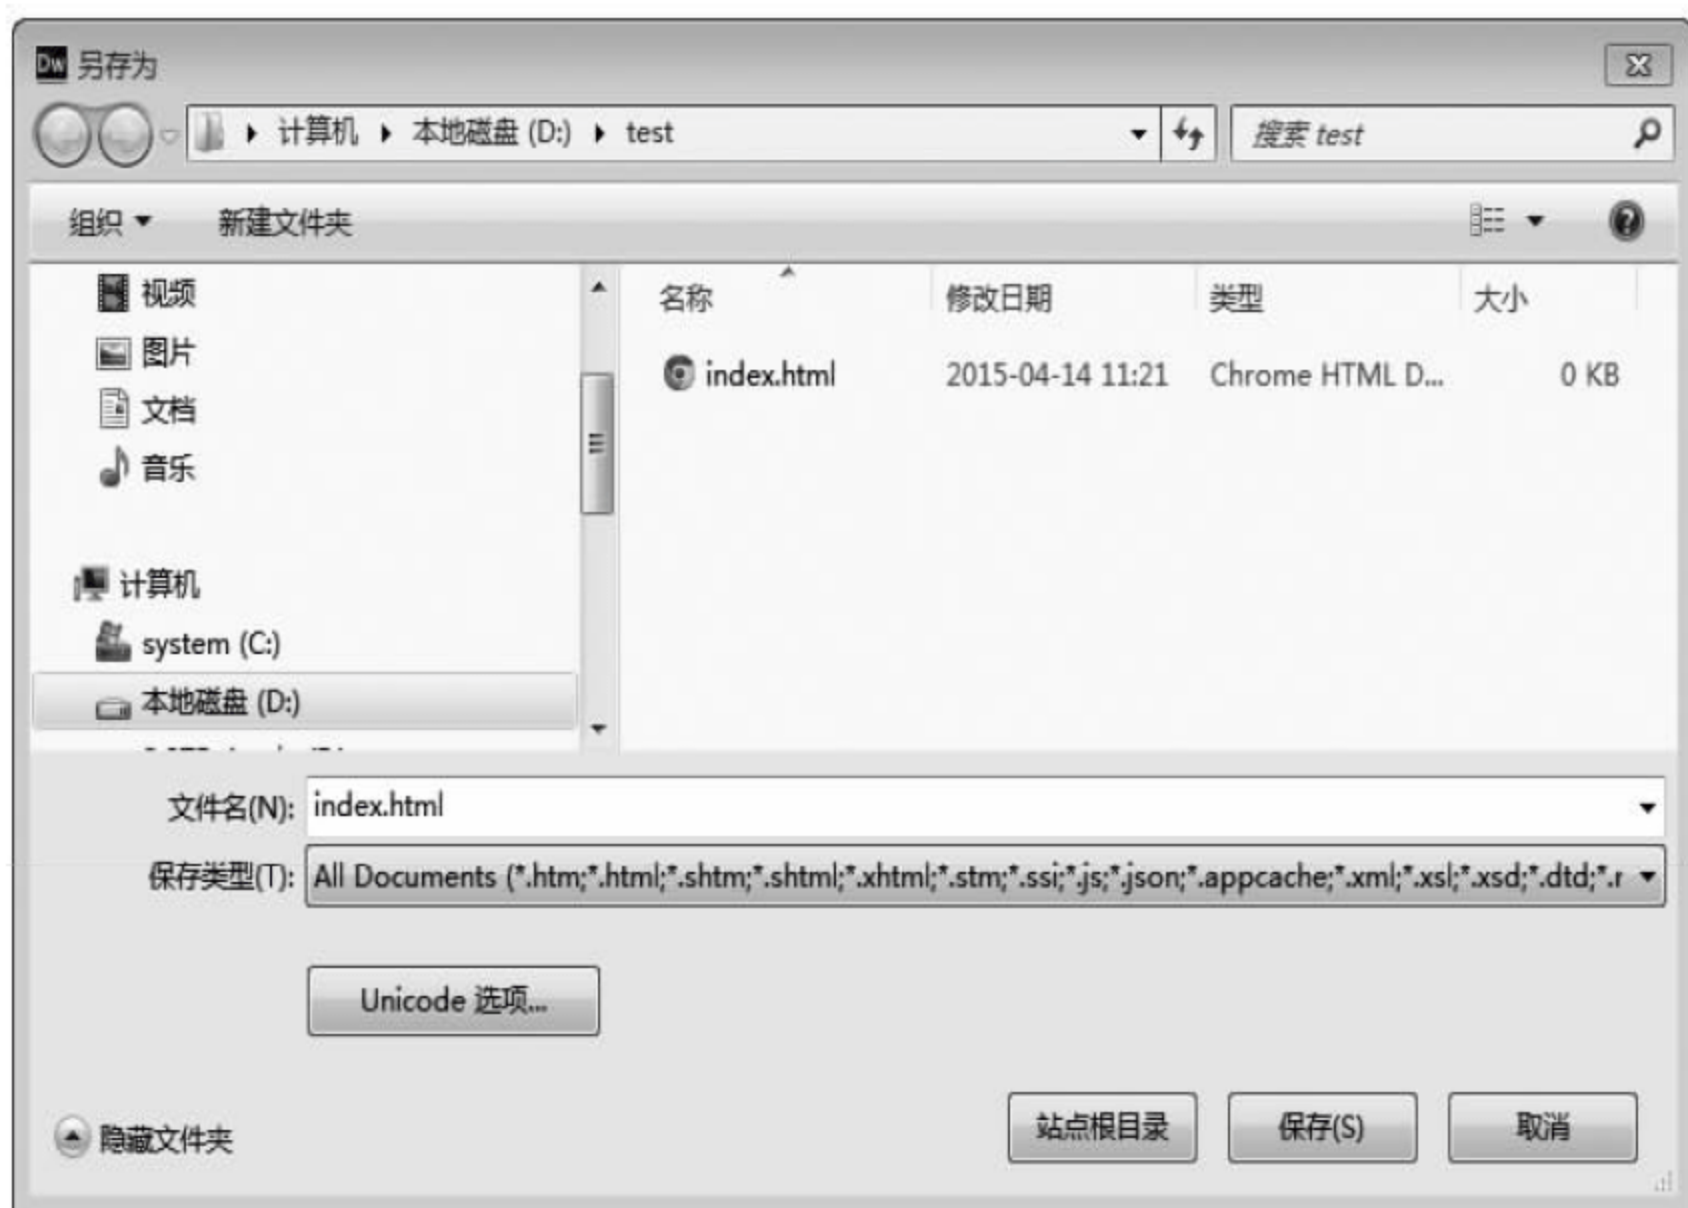 Dw 另存为
计算机 本地磁盘 (D:) test 搜索 test
组织 新建文件夹
视频
图片
文档
音乐
计算机
system (C:)
本地磁盘 (D:)
名称 修改日期 类型 大小
index.html 2015-04-14 11:21 Chrome HTML D... 0 KB
文件名(N): index.html
保存类型(T): All Documents (*.htm;*.html;*.shtm;*.shtml;*.xhtml;*.stm;*.ssi;*.js;*.json;*.appcache;*.xml;*.xsl;*.xsd;*.dtd;*.r
Unicode 选项...
隐藏文件夹 站点根目录 保存(S) 取消